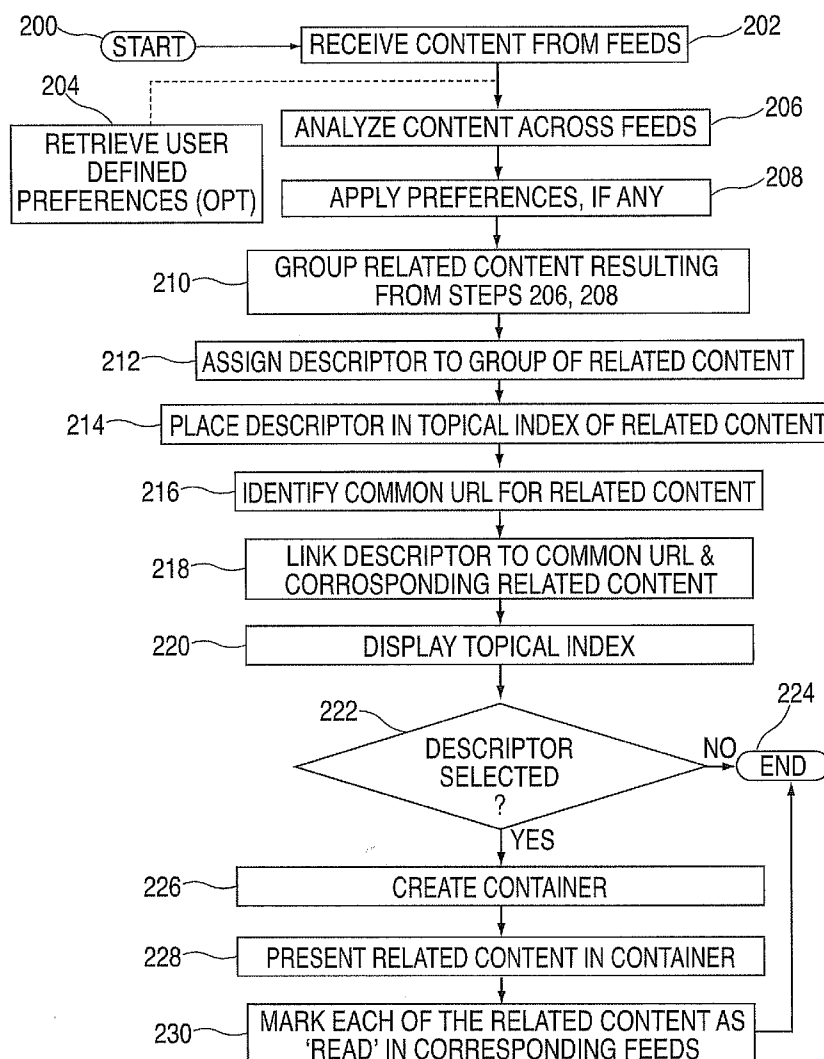 200
START
RECEIVE CONTENT FROM FEEDS
202
204
RETRIEVE USER
DEFINED
PREFERENCES (OPT)
ANALYZE CONTENT ACROSS FEEDS
206
APPLY PREFERENCES, IF ANY
208
210
GROUP RELATED CONTENT RESULTING
FROM STEPS 206, 208
212
ASSIGN DESCRIPTOR TO GROUP OF RELATED CONTENT
214
PLACE DESCRIPTOR IN TOPICAL INDEX OF RELATED CONTENT
216
IDENTIFY COMMON URL FOR RELATED CONTENT
218
LINK DESCRIPTOR TO COMMON URL &
CORROSPONDING RELATED CONTENT
220
DISPLAY TOPICAL INDEX
222
DESCRIPTOR
SELECTED
?
NO
224
END
YES
226
CREATE CONTAINER
228
PRESENT RELATED CONTENT IN CONTAINER
230
MARK EACH OF THE RELATED CONTENT AS
'READ' IN CORRESPONDING FEEDS